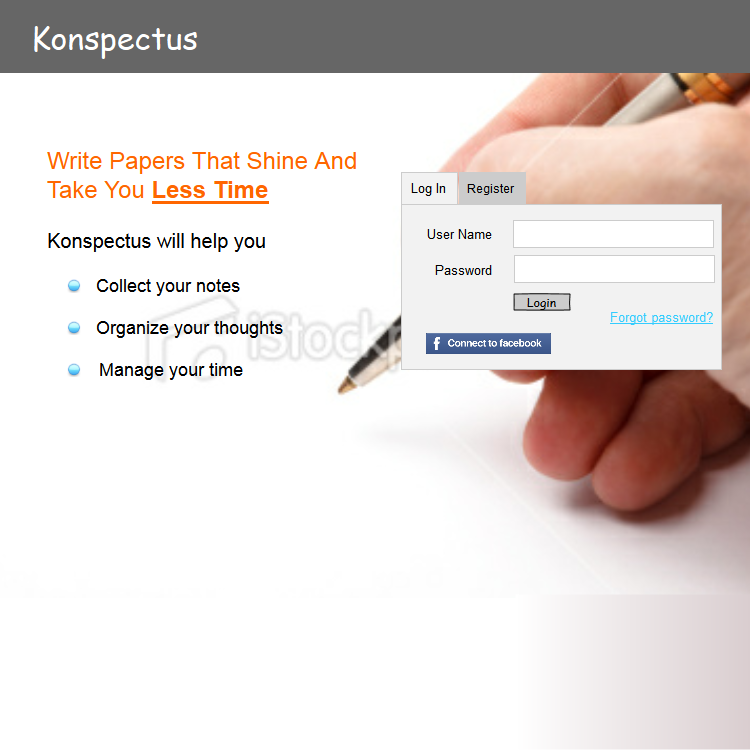 Konspectus
Write Papers That Shine And
Take You Less Time
Konspectus will help you
Collect your notes
Organize your thoughts
Manage your time
Log In
Register
User Name
Password
Login
Forgot password?
f Connect to facebook